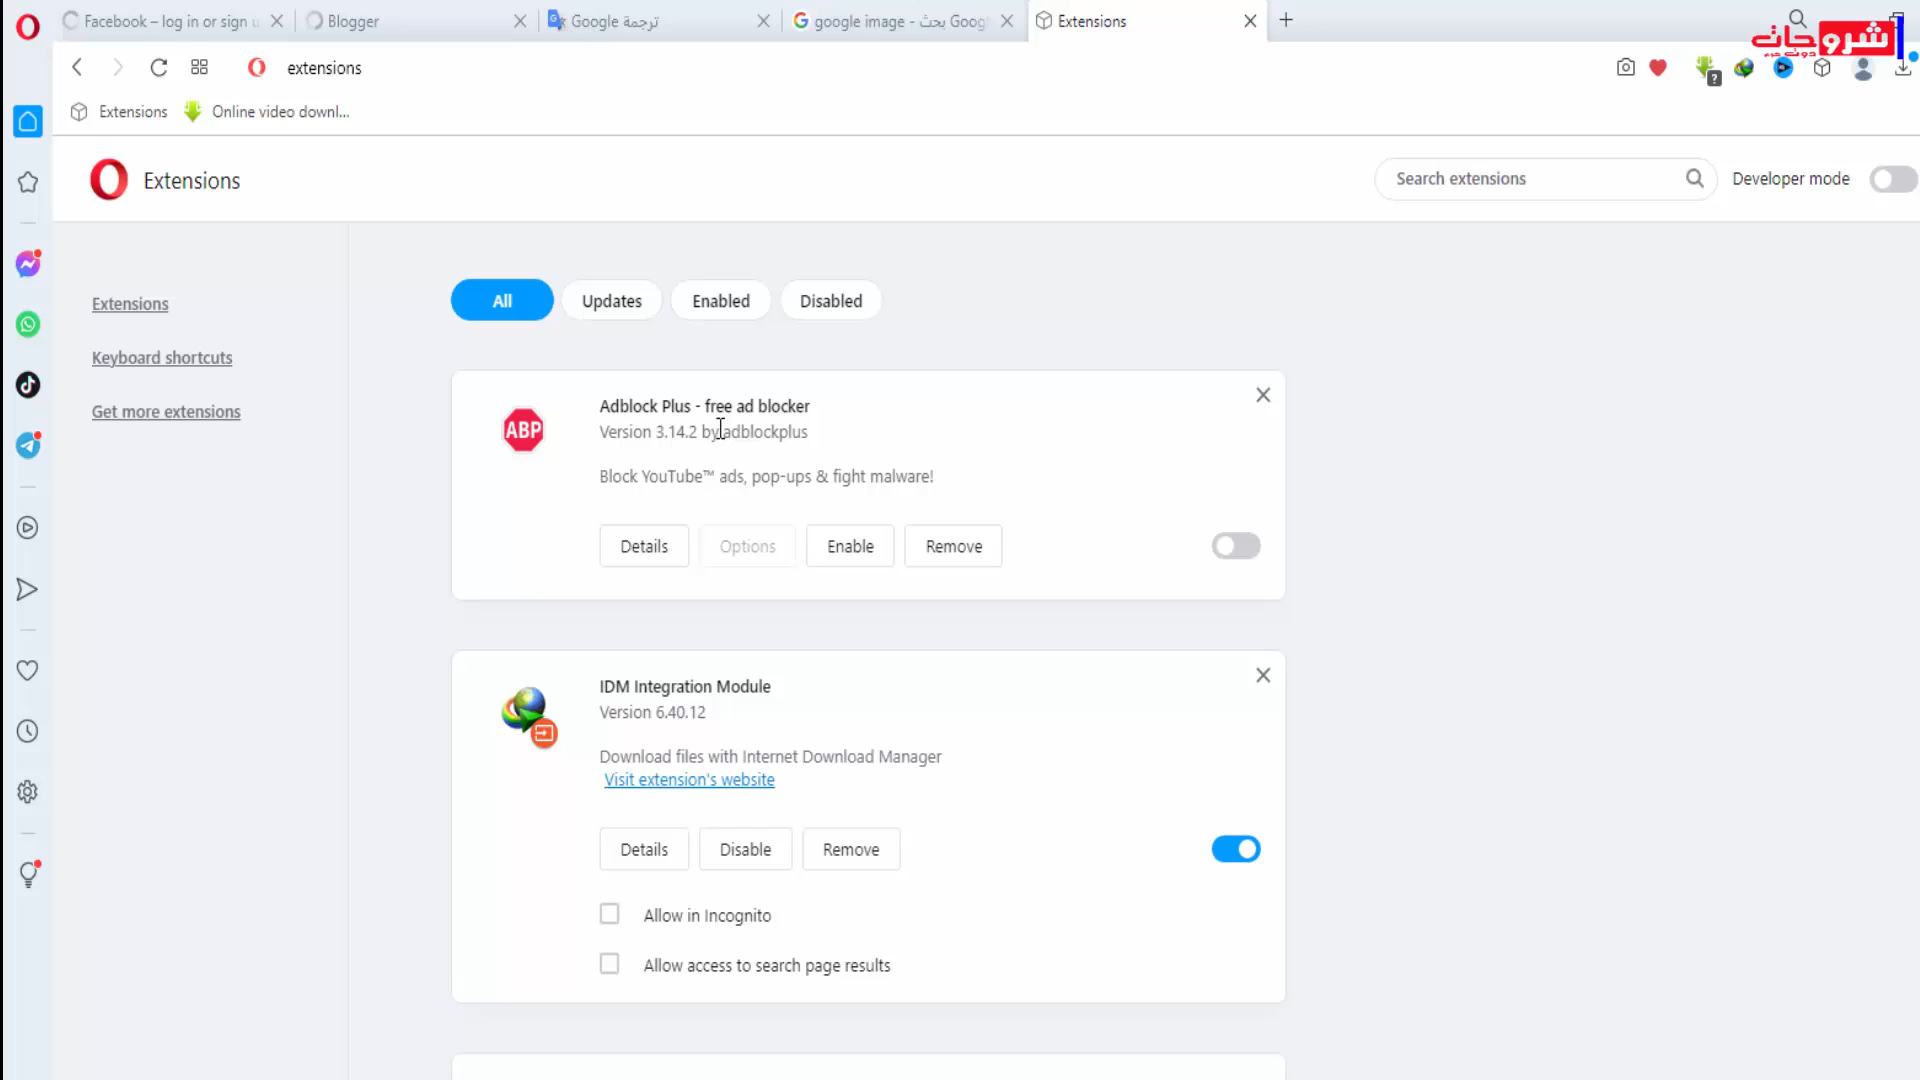 Facebook – log in or sign u
Blogger
ترجمة Google
google image - بحث Goog
Extensions
شروحات
extensions
?
Extensions
Online video downl...
Extensions
Search extensions
Developer mode
Extensions
Keyboard shortcuts
Get more extensions
All
Updates
Enabled
Disabled
ABP
Adblock Plus - free ad blocker
Version 3.14.2 by adblockplus
Block YouTube™ ads, pop-ups & fight malware!
Details
Options
Enable
Remove
IDM Integration Module
Version 6.40.12
Download files with Internet Download Manager
Visit extension's website
Details
Disable
Remove
Allow in Incognito
Allow access to search page results